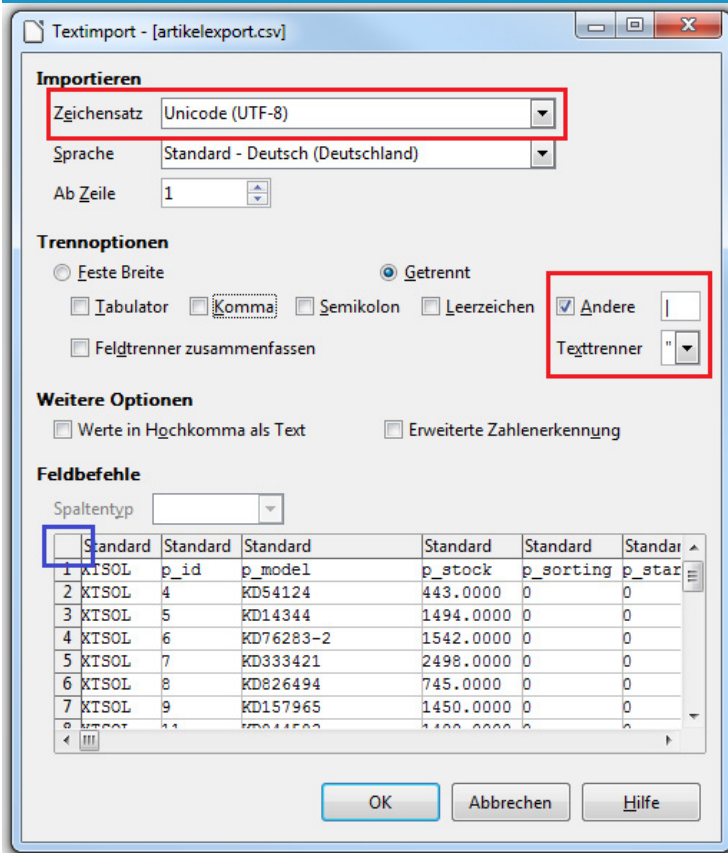 Textimport - [artikelexport.csv]
Importieren
Zeichensatz Unicode (UTF-8)
Sprache Standard - Deutsch (Deutschland)
Ab Zeile 1
Trennoptionen
Feste Breite Getrennt
Tabulator Komma Semikolon Leerzeichen Andere |
Feldtrenner zusammenfassen Texttrenner "
Weitere Optionen
Werte in Hochkomma als Text Erweiterte Zahlenerkennung
Feldbefehle
Spaltentyp
Standard Standard Standard Standard Standard Standar
1 XTSOL p_id p_model p_stock p_sorting p_star
2 XTSOL 4 KD54124 443.0000 0 0
3 XTSOL 5 KD14344 1494.0000 0 0
4 XTSOL 6 KD76283-2 1542.0000 0 0
5 XTSOL 7 KD333421 2498.0000 0 0
6 XTSOL 8 KD826494 745.0000 0 0
7 XTSOL 9 KD157965 1450.0000 0 0
8 XTSOL 11
OK Abbrechen Hilfe